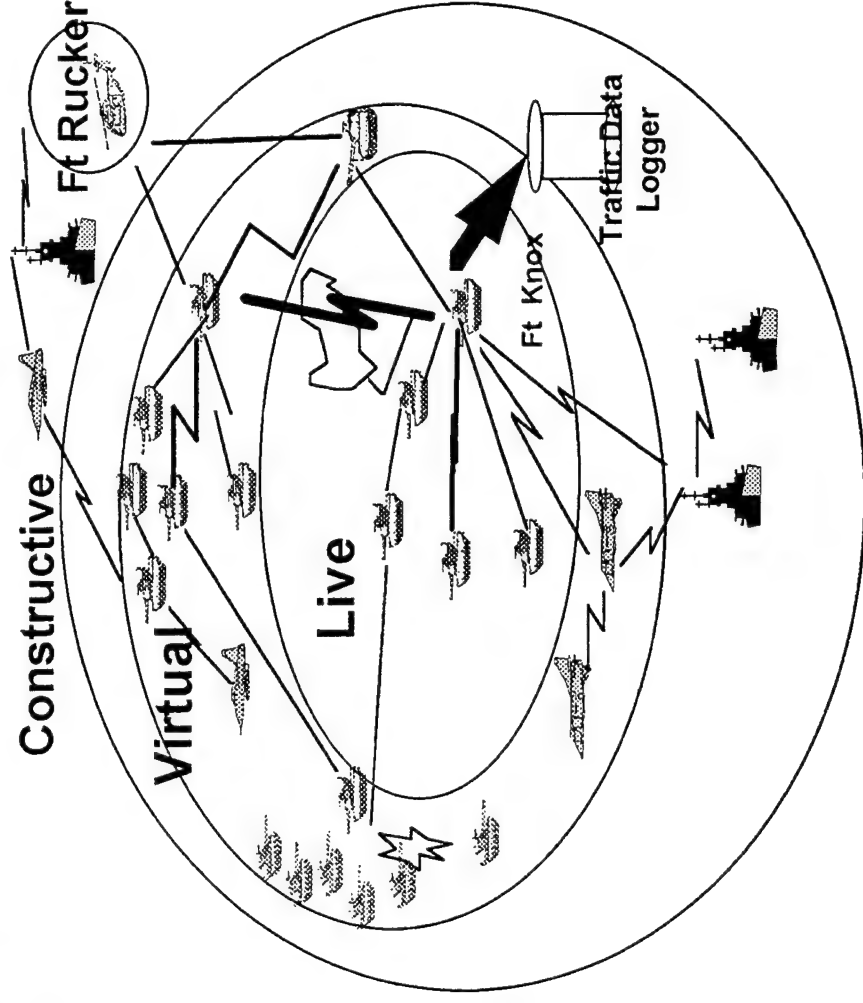 Constructive
Virtual
Live
Ft Rucker
Ft Knox
Traffic Data
Logger